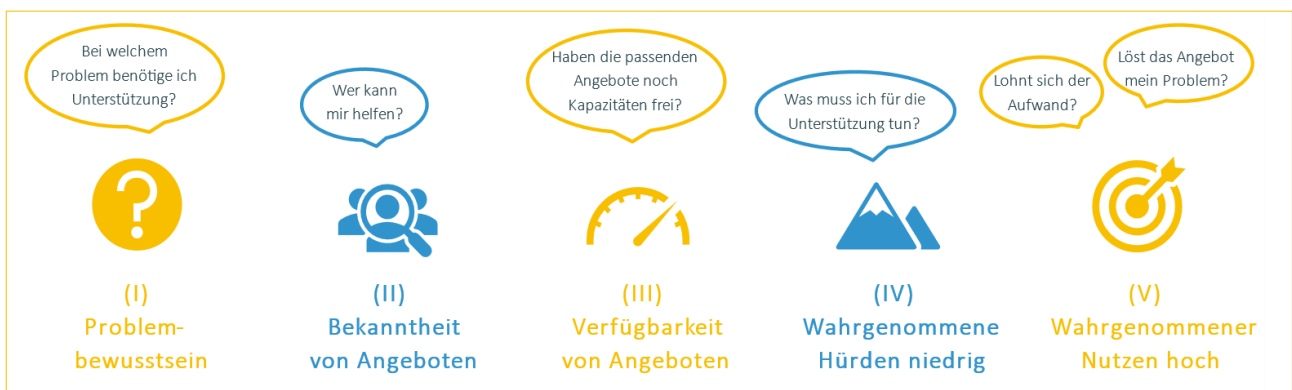 Bei welchem
Problem benötige ich
Unterstützung?
(I)
Problem-
bewusstsein
Wer kann
mir helfen?
(II)
Bekanntheit
von Angeboten
Haben die passenden
Angebote noch
Kapazitäten frei?
(III)
Verfügbarkeit
von Angeboten
Was muss ich für die
Unterstützung tun?
(IV)
Wahrgenommene
Hürden niedrig
Lohnt sich der
Aufwand?
Löst das Angebot
mein Problem?
(V)
Wahrgenommener
Nutzen hoch